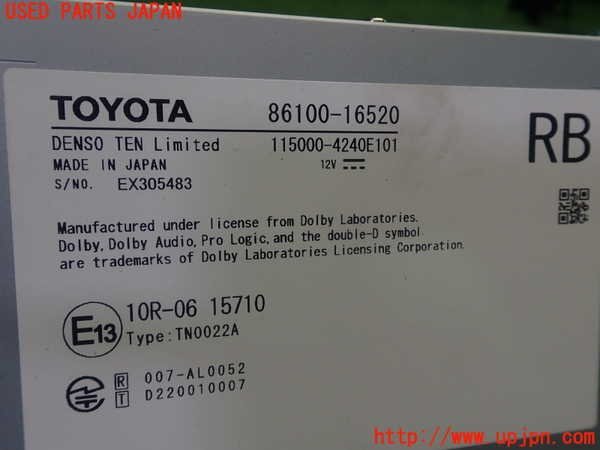 USED PARTS JAPAN
TOYOTA 86100-16520
RB
DENSO TEN Limited 115000-4240E101
MADE IN JAPAN 12V
S/NO. EX305483
Manufactured under license from Dolby Laboratories.
Dolby, Dolby Audio, Pro Logic, and the double-D symbol
are trademarks of Dolby Laboratories Licensing Corporation.
E13 10R-06 15710
Type:TN0022A
R 007-AL0052
T D220010007
http://www.upjpn.com/